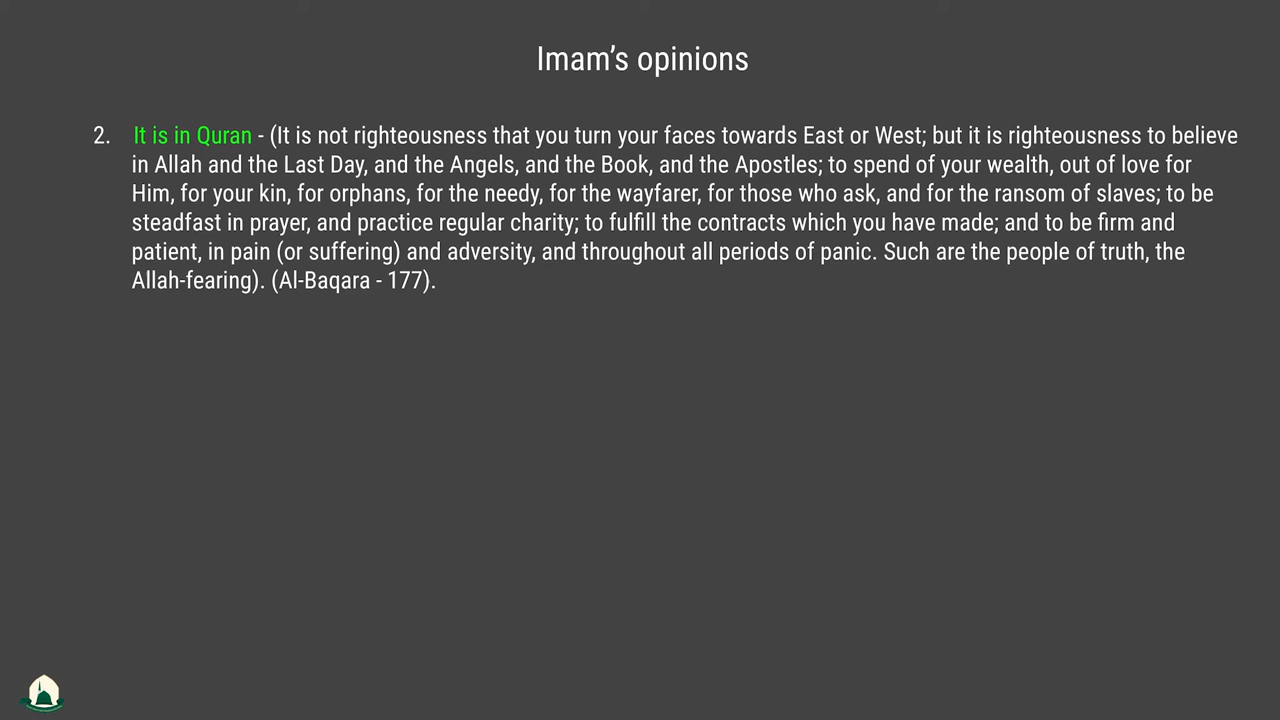 Imam’s opinions
2. It is in Quran - (It is not righteousness that you turn your faces towards East or West; but it is righteousness to believe
in Allah and the Last Day, and the Angels, and the Book, and the Apostles; to spend of your wealth, out of love for
Him, for your kin, for orphans, for the needy, for the wayfarer, for those who ask, and for the ransom of slaves; to be
steadfast in prayer, and practice regular charity; to fulfill the contracts which you have made; and to be firm and
patient, in pain (or suffering) and adversity, and throughout all periods of panic. Such are the people of truth, the
Allah-fearing). (Al-Baqara - 177).